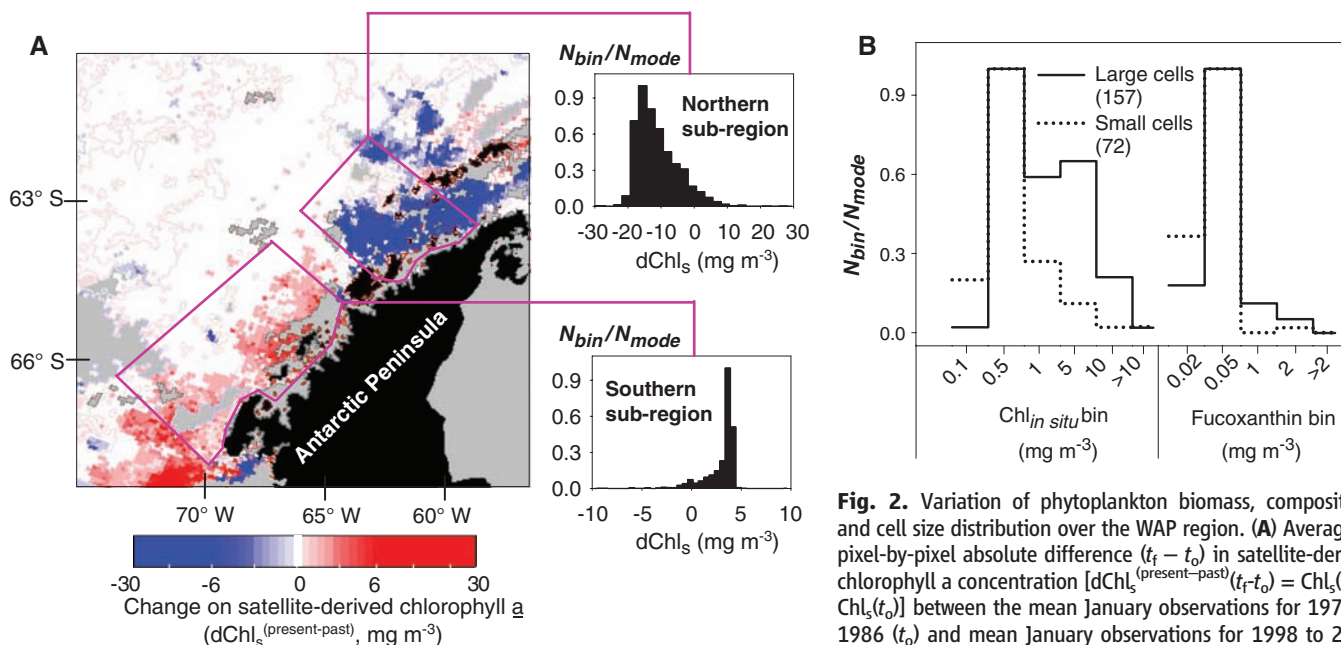 A
63° S
66° S
Antarctic Peninsula
70° W
65° W
60° W
-30
-6
0
6
30
Change on satellite-derived chlorophyll a
(dChls(present-past), mg m-3)
Nbin/Nmode
0.9
0.6
0.3
0.0
Northern
sub-region
-30 -20 -10 0 10 20 30
dChls (mg m-3)
Nbin/Nmode
0.9
0.6
0.3
0.0
Southern
sub-region
-10 -5 0 5 10
dChls (mg m-3)
B
Nbin/Nmode
0.9
0.6
0.3
0.0
Large cells
(157)
Small cells
(72)
0.1 0.5 1 5 10 >10
Chlin situ bin
(mg m-3)
0.02 0.05 1 2 >2
Fucoxanthin bin
(mg m-3)
Fig. 2. Variation of phytoplankton biomass, composit
and cell size distribution over the WAP region. (A) Averag
pixel-by-pixel absolute difference (tf − to) in satellite-der
chlorophyll a concentration [dChls(present–past)(tf-to) = Chls(
Chls(to)] between the mean January observations for 197
1986 (to) and mean January observations for 1998 to 2